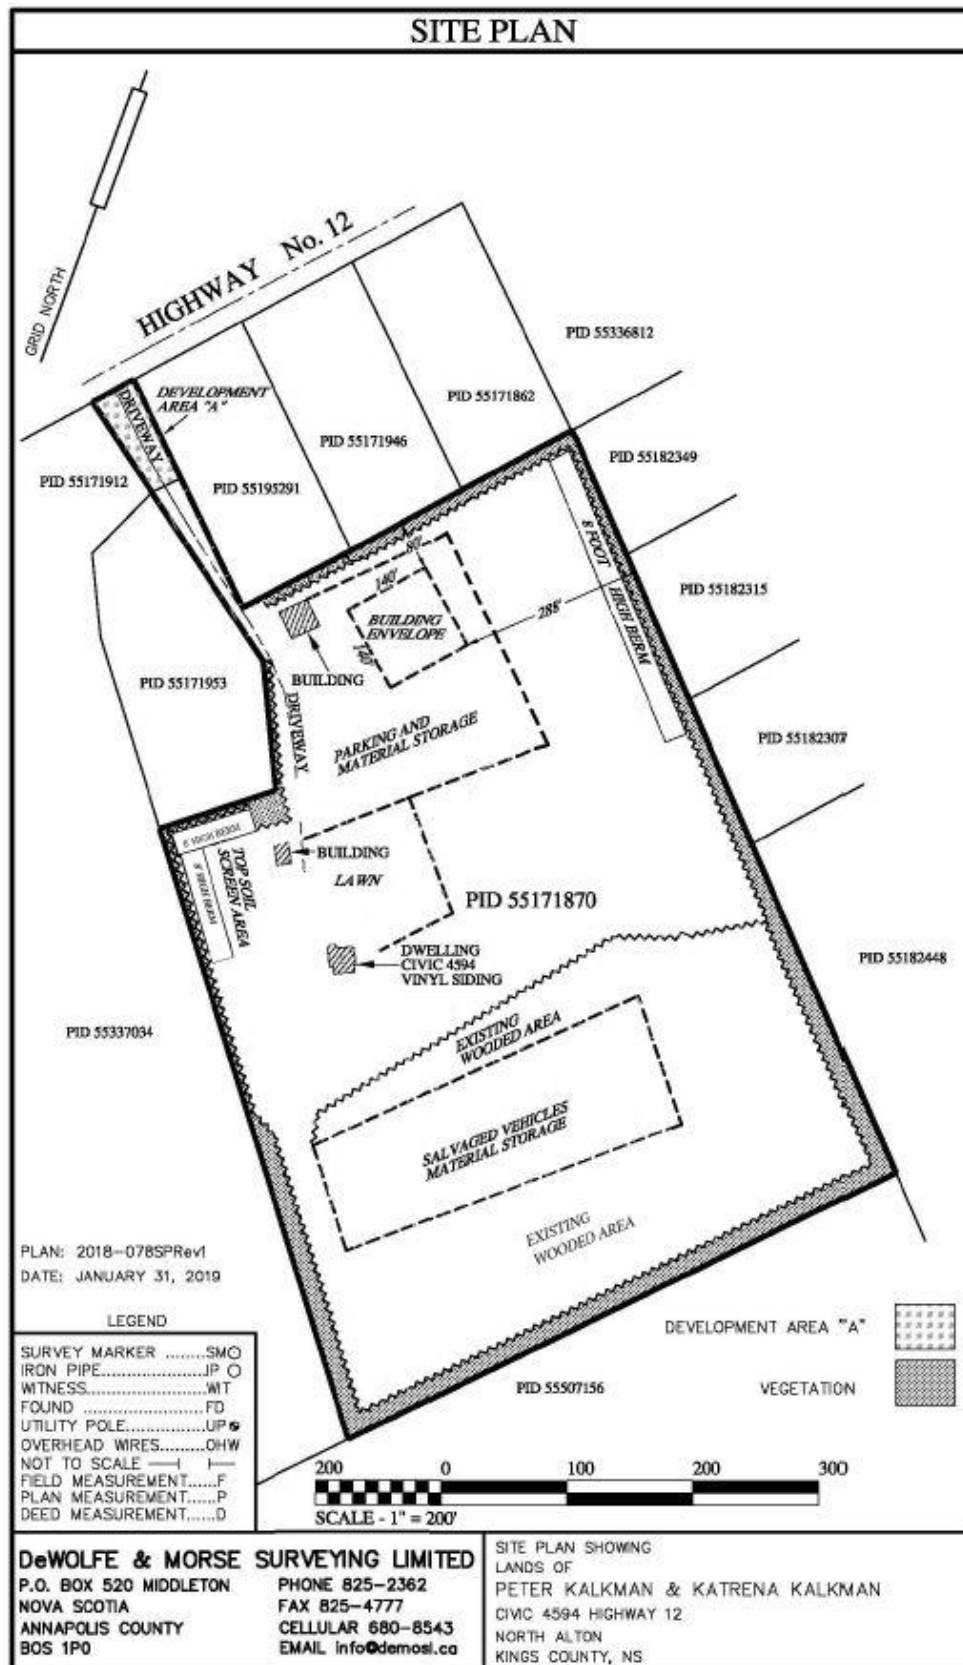 SITE PLAN
GRID NORTH
HIGHWAY No. 12
PID 55336812
DRIVEWAY
DEVELOPMENT
AREA "A"
PID 55171862
PID 55171946
PID 55182349
PID 55171912
PID 55195291
8 FOOT HIGH BERM
80'
140'
BUILDING
ENVELOPE
140'
288'
PID 55182315
BUILDING
PID 55171953
DRIVEWAY
PARKING AND
MATERIAL STORAGE
PID 55182307
8' HIGH BERM
8' HIGH BERM
TOP SOIL
SCREEN AREA
BUILDING
LAWN
PID 55171870
DWELLING
CIVIC 4594
VINYL SIDING
PID 55182448
PID 55337034
EXISTING
WOODED AREA
SALVAGED VEHICLES
MATERIAL STORAGE
EXISTING
WOODED AREA
PLAN: 2018-078SPRev1
DATE: JANUARY 31, 2019
LEGEND
SURVEY MARKER ........SM
IRON PIPE....................IP
WITNESS......................WIT
FOUND ........................FD
UTILITY POLE................UP
OVERHEAD WIRES.........OHW
NOT TO SCALE
FIELD MEASUREMENT......F
PLAN MEASUREMENT......P
DEED MEASUREMENT......D
DEVELOPMENT AREA "A"
VEGETATION
PID 55507156
200 0 100 200 300
SCALE - 1" = 200'
DeWOLFE & MORSE SURVEYING LIMITED
P.O. BOX 520 MIDDLETON
NOVA SCOTIA
ANNAPOLIS COUNTY
BOS 1P0
PHONE 825-2362
FAX 825-4777
CELLULAR 680-8543
EMAIL info@demosl.ca
SITE PLAN SHOWING
LANDS OF
PETER KALKMAN & KATRENA KALKMAN
CIVIC 4594 HIGHWAY 12
NORTH ALTON
KINGS COUNTY, NS